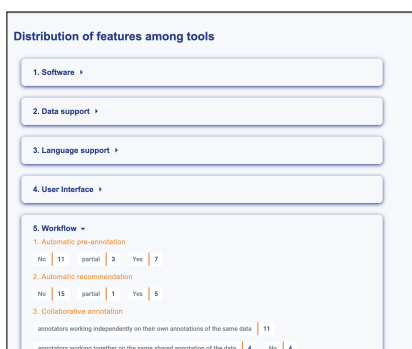 Distribution of features among tools
1. Software
2. Data support
3. Language support
4. User Interface
5. Workflow
1. Automatic pre-annotation
No 11 partial 3 Yes 7
2. Automatic recommendation
No 15 partial 1 Yes 5
3. Collaborative annotation
annotators working independently on their own annotations of the same data 11
annotators working together on the same shared annotation of the data 4 No 4